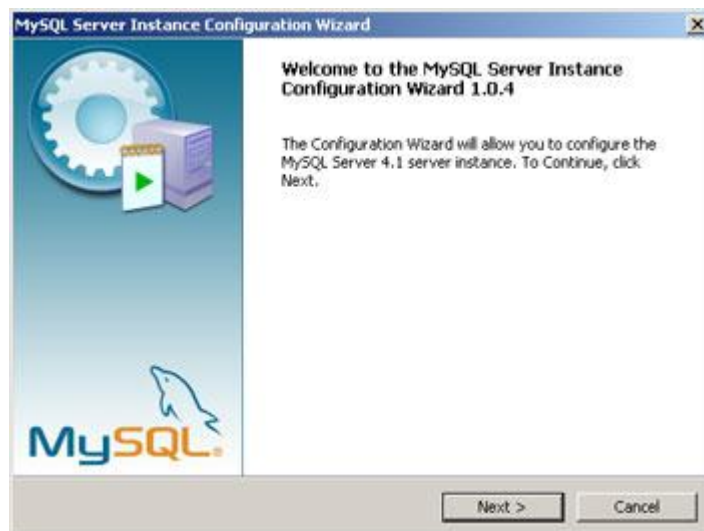 MySQL Server Instance Configuration Wizard
Welcome to the MySQL Server Instance
Configuration Wizard 1.0.4
The Configuration Wizard will allow you to configure the
MySQL Server 4.1 server instance. To Continue, click
Next.
MySQL®
Next >
Cancel